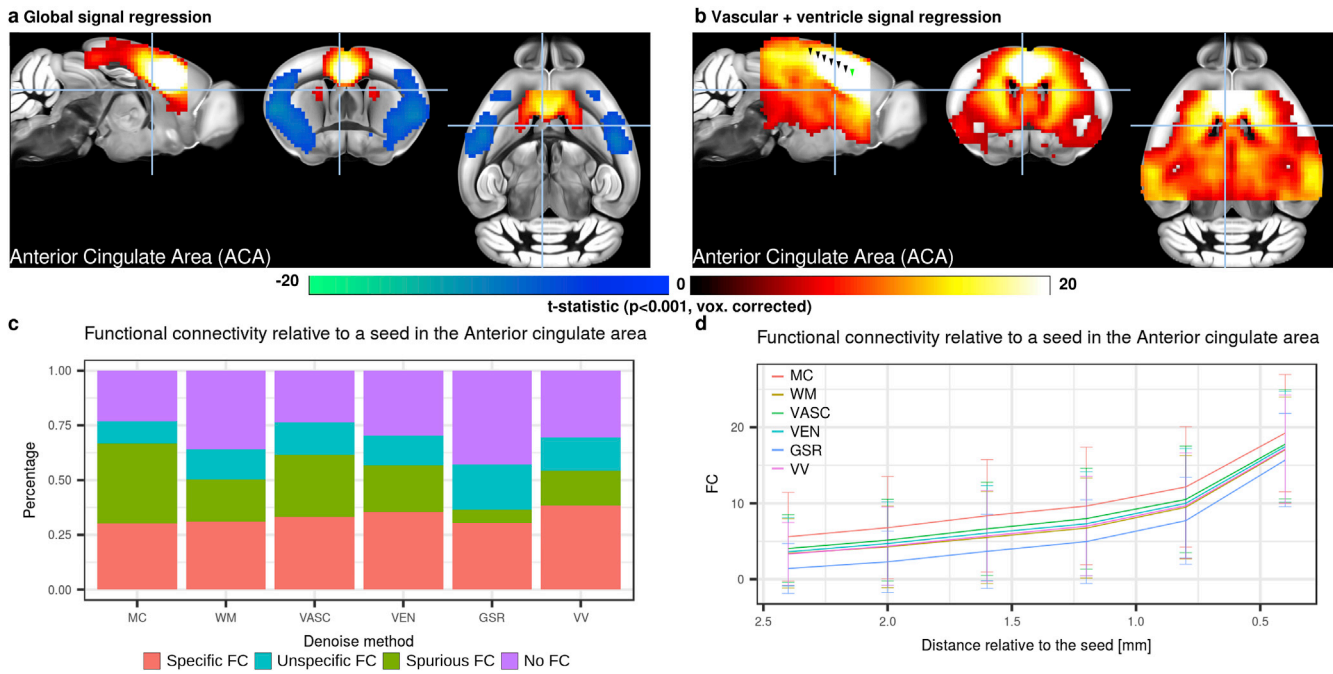 a Global signal regression
b Vascular + ventricle signal regression
Anterior Cingulate Area (ACA)
Anterior Cingulate Area (ACA)
-20
0
20
t-statistic (p<0.001, vox. corrected)
c
Functional connectivity relative to a seed in the Anterior cingulate area
1.00
0.75
0.50
0.25
0.00
Percentage
MC
WM
VASC
VEN
GSR
VV
Denoise method
Specific FC
Unspecific FC
Spurious FC
No FC
d
Functional connectivity relative to a seed in the Anterior cingulate area
MC
WM
VASC
VEN
GSR
VV
20
10
0
FC
2.5
2.0
1.5
1.0
0.5
Distance relative to the seed [mm]